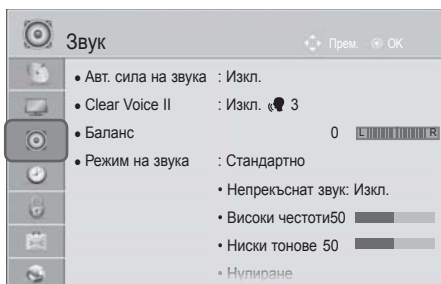 Звук Прем. OK
• Авт. сила на звука : Изкл.
• Clear Voice II : Изкл. 3
• Баланс 0 L R
• Режим на звука : Стандартно
• Непрекъснат звук: Изкл.
• Високи честоти50
• Ниски тонове 50
• Нулиране